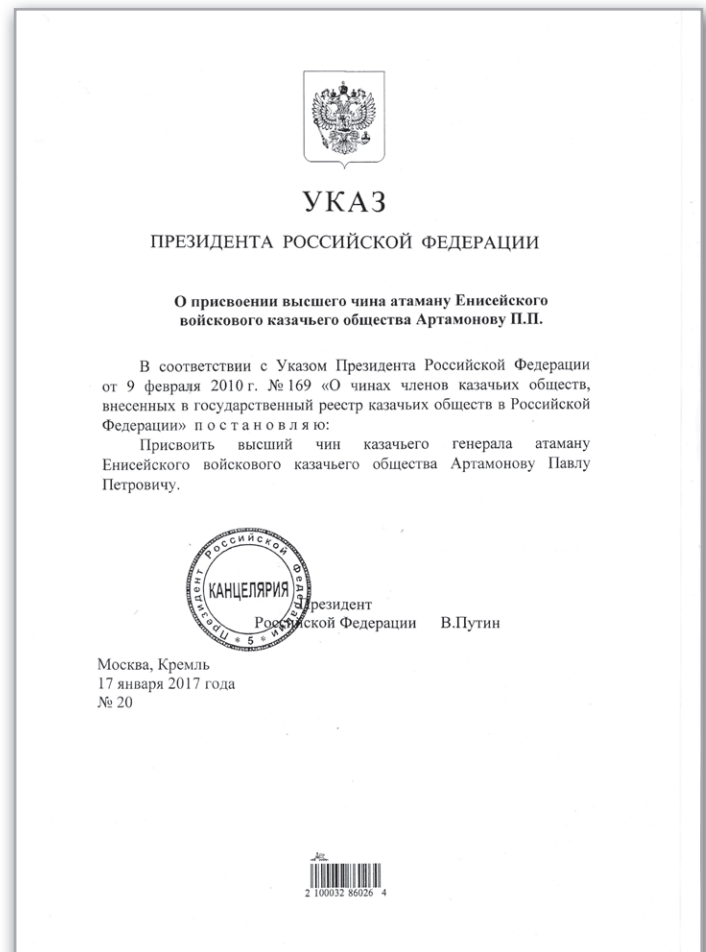 УКАЗ
ПРЕЗИДЕНТА РОССИЙСКОЙ ФЕДЕРАЦИИ
О присвоении высшего чина атаману Енисейского
войскового казачьего общества Артамонову П.П.
В соответствии с Указом Президента Российской Федерации
от 9 февраля 2010 г. № 169 «О чинах членов казачьих обществ,
внесенных в государственный реестр казачьих обществ в Российской
Федерации» п о с т а н о в л я ю:
Присвоить высший чин казачьего генерала атаману
Енисейского войскового казачьего общества Артамонову Павлу
Петровичу.
Президент Российской Федерации * 5 *
КАНЦЕЛЯРИЯ
Президент
Российской Федерации В.Путин
Москва, Кремль
17 января 2017 года
№ 20
2 100032 86026 4